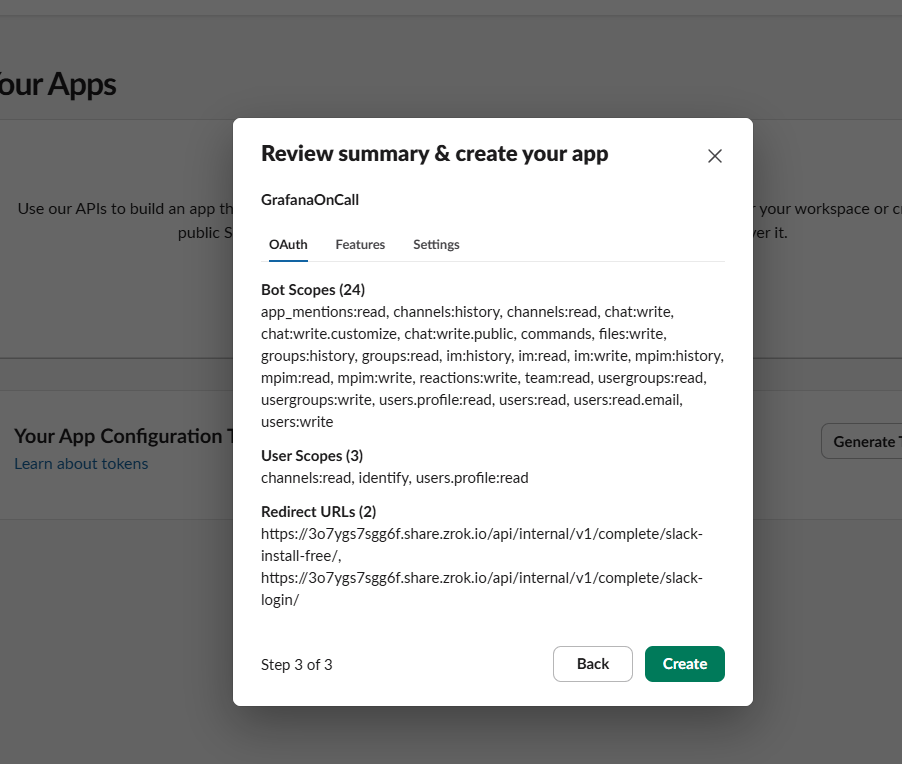 our Apps
Review summary & create your app
GrafanaOnCall
Use our APIs to build an app th
your workspace or c
public S
er it.
OAuth Features Settings
Bot Scopes (24)
app_mentions:read, channels:history, channels:read, chat:write,
chat:write.customize, chat:write.public, commands, files:write,
groups:history, groups:read, im:history, im:read, im:write, mpim:history,
mpim:read, mpim:write, reactions:write, team:read, usergroups:read,
usergroups:write, users.profile:read, users:read, users:read.email,
users:write
Your App Configuration T
Generate T
Learn about tokens
User Scopes (3)
channels:read, identify, users.profile:read
Redirect URLs (2)
https://3o7ygs7sgg6f.share.zrok.io/api/internal/v1/complete/slack-
install-free/,
https://3o7ygs7sgg6f.share.zrok.io/api/internal/v1/complete/slack-
login/
Step 3 of 3 Back Create